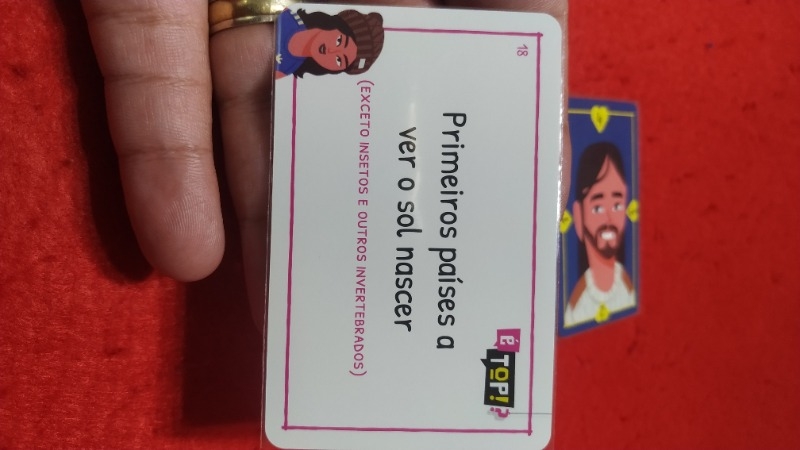 18
Primeiros países a
ver o sol nascer
(EXCETO INSETOS E OUTROS INVERTEBRADOS)
É
TOP!?